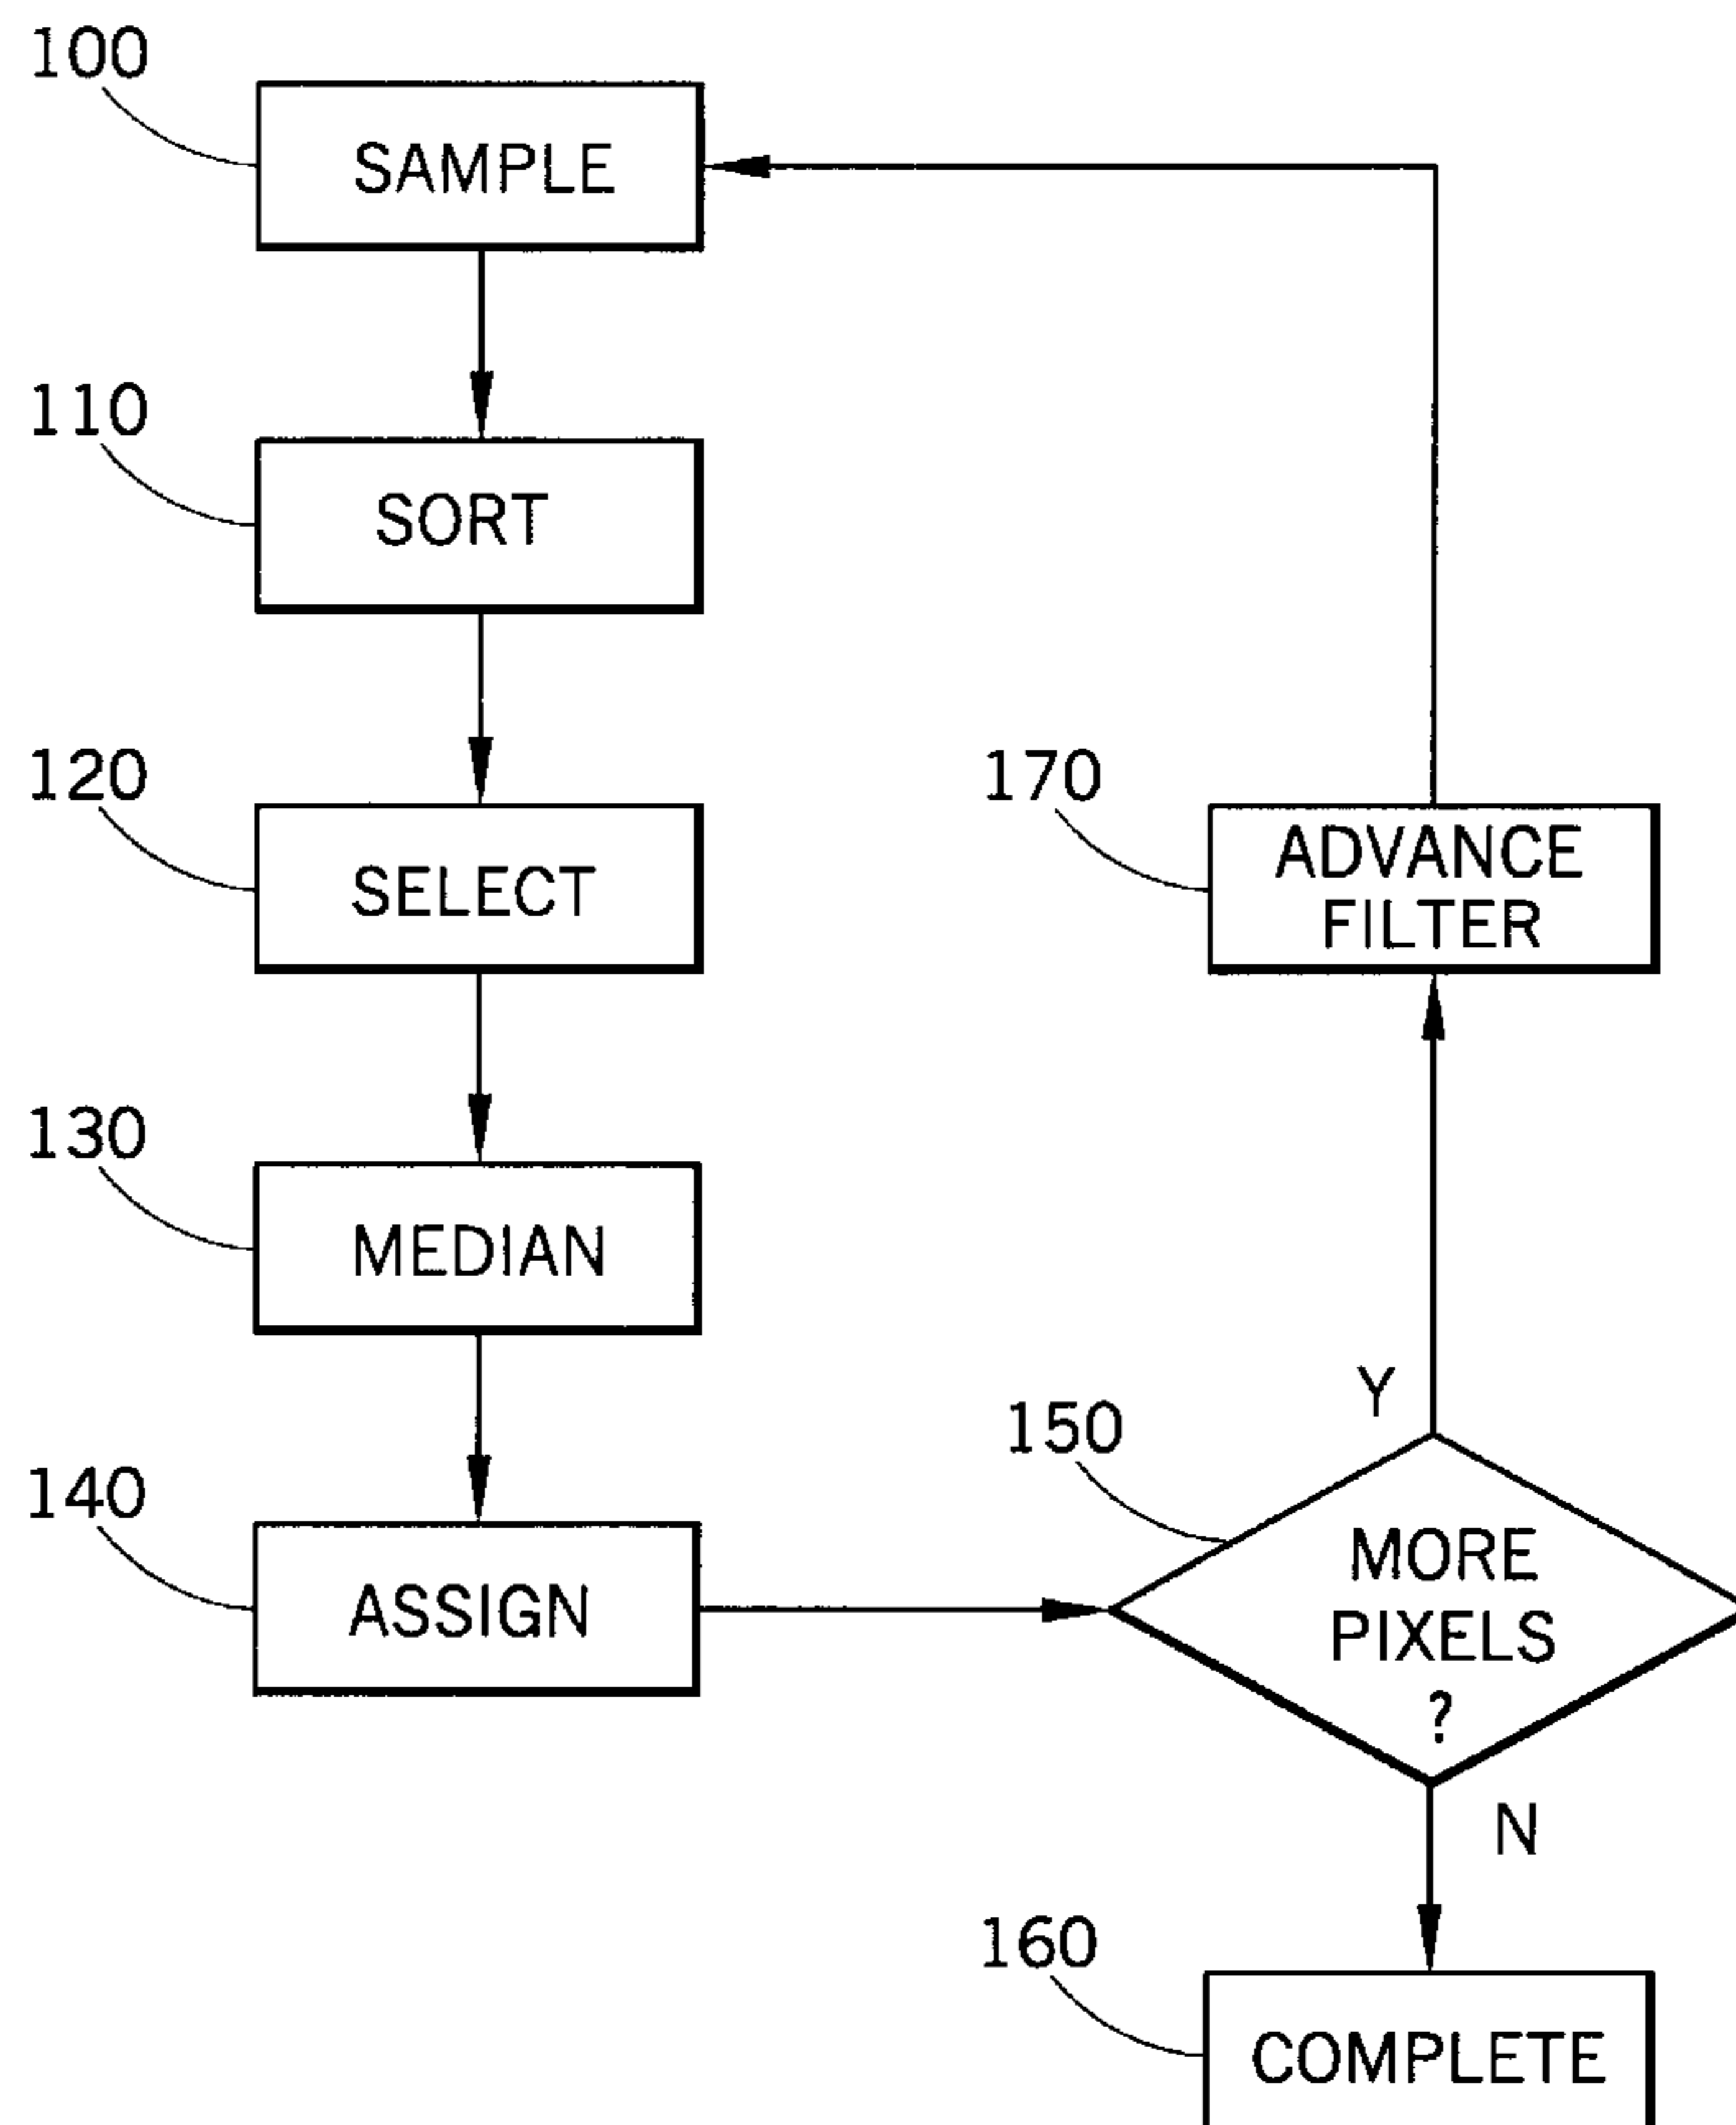 100
SAMPLE
110
SORT
120
SELECT
170
ADVANCE
FILTER
130
MEDIAN
Y
150
140
ASSIGN
MORE
PIXELS
?
N
160
COMPLETE